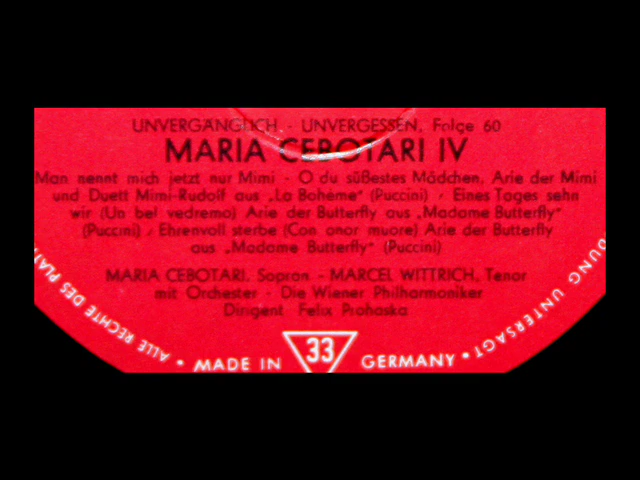 UNVERGÄNGLICH - UNVERGESSEN, Folge 60
MARIA CEBOTARI IV
Man nennt mich jetzt nur Mimi - O du süßestes Mädchen, Arie der Mimi
und Duett Mimi-Rudolf aus „La Bohème" (Puccini) / Eines Tages sehn
wir (Un bel vedremo) Arie der Butterfly aus „Madame Butterfly"
(Puccini) / Ehrenvoll sterbe (Con onor muore) Arie der Butterfly
aus „Madame Butterfly" (Puccini)
MARIA CEBOTARI, Sopran - MARCEL WITTRICH, Tenor
mit Orchester - Die Wiener Philharmoniker
Dirigent Felix Prohaska
ALLE RECHTE DES • MADE IN 33 GERMANY • UNTERSAGT